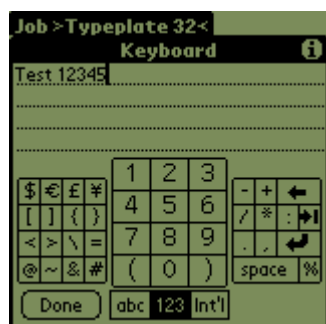 Job >Typeplate 32<
Keyboard i
Test 12345
1 2 3
$ € £ ¥ 4 5 6 - + ←
[ ] { } 7 8 9 / * :
< > \ = ( 0 ) . ,
@ ~ & # space %
Done abc 123 Int'l